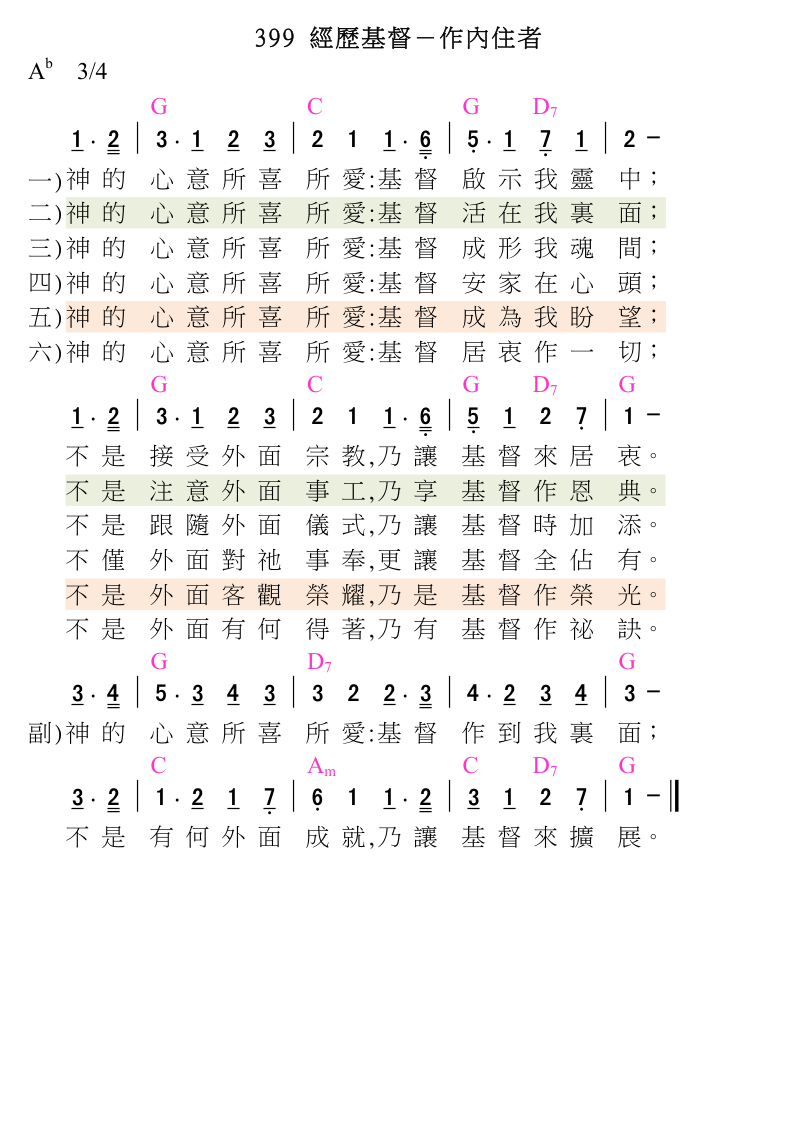 399 經歷基督－作內住者
A♭ 3/4
G C G D7
1 . 2 | 3 . 1 2 3 | 2 1 1 . 6 | 5 . 1 7 1 | 2 －
一)神的 心意所喜 所愛:基督 啟示我靈 中；
二)神的 心意所喜 所愛:基督 活在我裏 面；
三)神的 心意所喜 所愛:基督 成形我魂 間；
四)神的 心意所喜 所愛:基督 安家在心 頭；
五)神的 心意所喜 所愛:基督 成為我盼 望；
六)神的 心意所喜 所愛:基督 居衷作一 切；
G C G D7 G
1 . 2 | 3 . 1 2 3 | 2 1 1 . 6 | 5 1 2 7 | 1 －
不是 接受外面 宗教,乃讓 基督來居 衷。
不是 注意外面 事工,乃享 基督作恩 典。
不是 跟隨外面 儀式,乃讓 基督時加 添。
不僅 外面對祂 事奉,更讓 基督全佔 有。
不是 外面客觀 榮耀,乃是 基督作榮 光。
不是 外面有何 得著,乃有 基督作祕 訣。
G D7 G
3 . 4 | 5 . 3 4 3 | 3 2 2 . 3 | 4 . 2 3 4 | 3 －
副)神的 心意所喜 所愛:基督 作到我裏 面；
C Am C D7 G
3 . 2 | 1 . 2 1 7 | 6 1 1 . 2 | 3 1 2 7 | 1 － ‖
不是 有何外面 成就,乃讓 基督來擴 展。